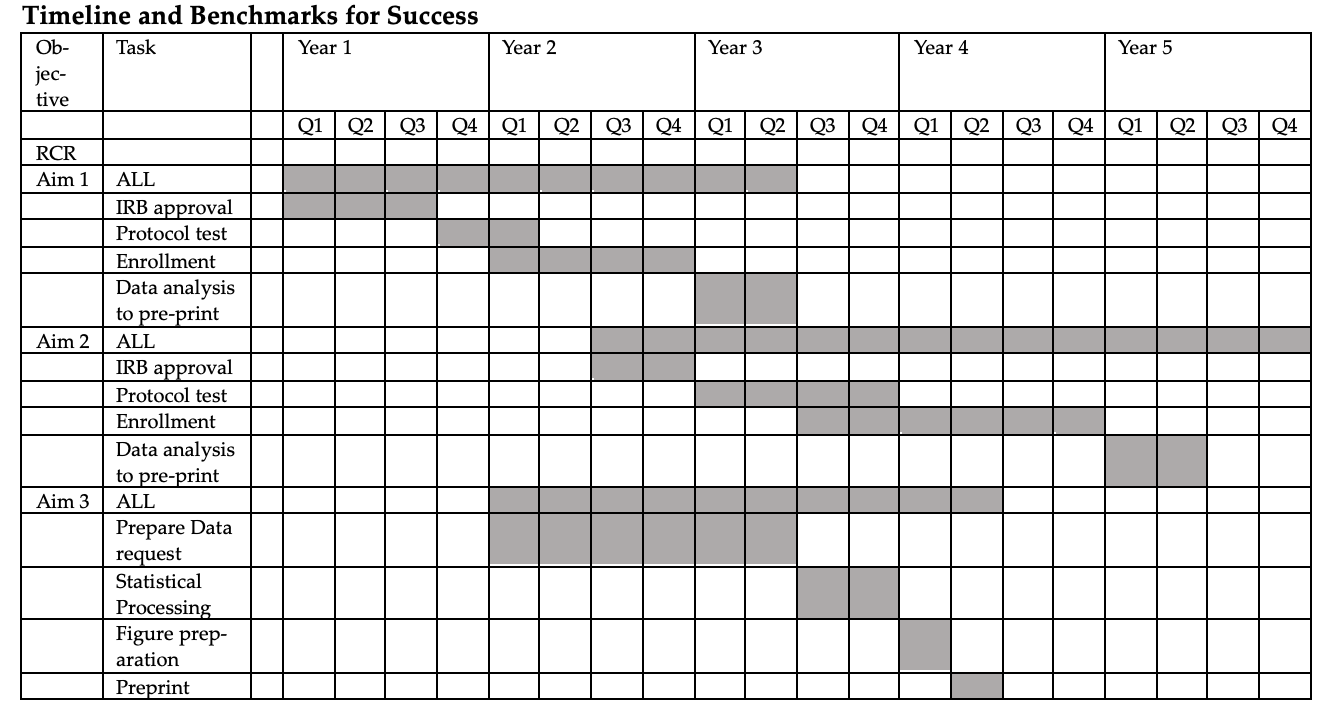 Timeline and Benchmarks for Success
Ob- Task Year 1 Year 2 Year 3 Year 4 Year 5
jec-
tive
Q1 Q2 Q3 Q4 Q1 Q2 Q3 Q4 Q1 Q2 Q3 Q4 Q1 Q2 Q3 Q4 Q1 Q2 Q3 Q4
RCR
Aim 1 ALL
IRB approval
Protocol test
Enrollment
Data analysis
to pre-print
Aim 2 ALL
IRB approval
Protocol test
Enrollment
Data analysis
to pre-print
Aim 3 ALL
Prepare Data
request
Statistical
Processing
Figure prep-
aration
Preprint